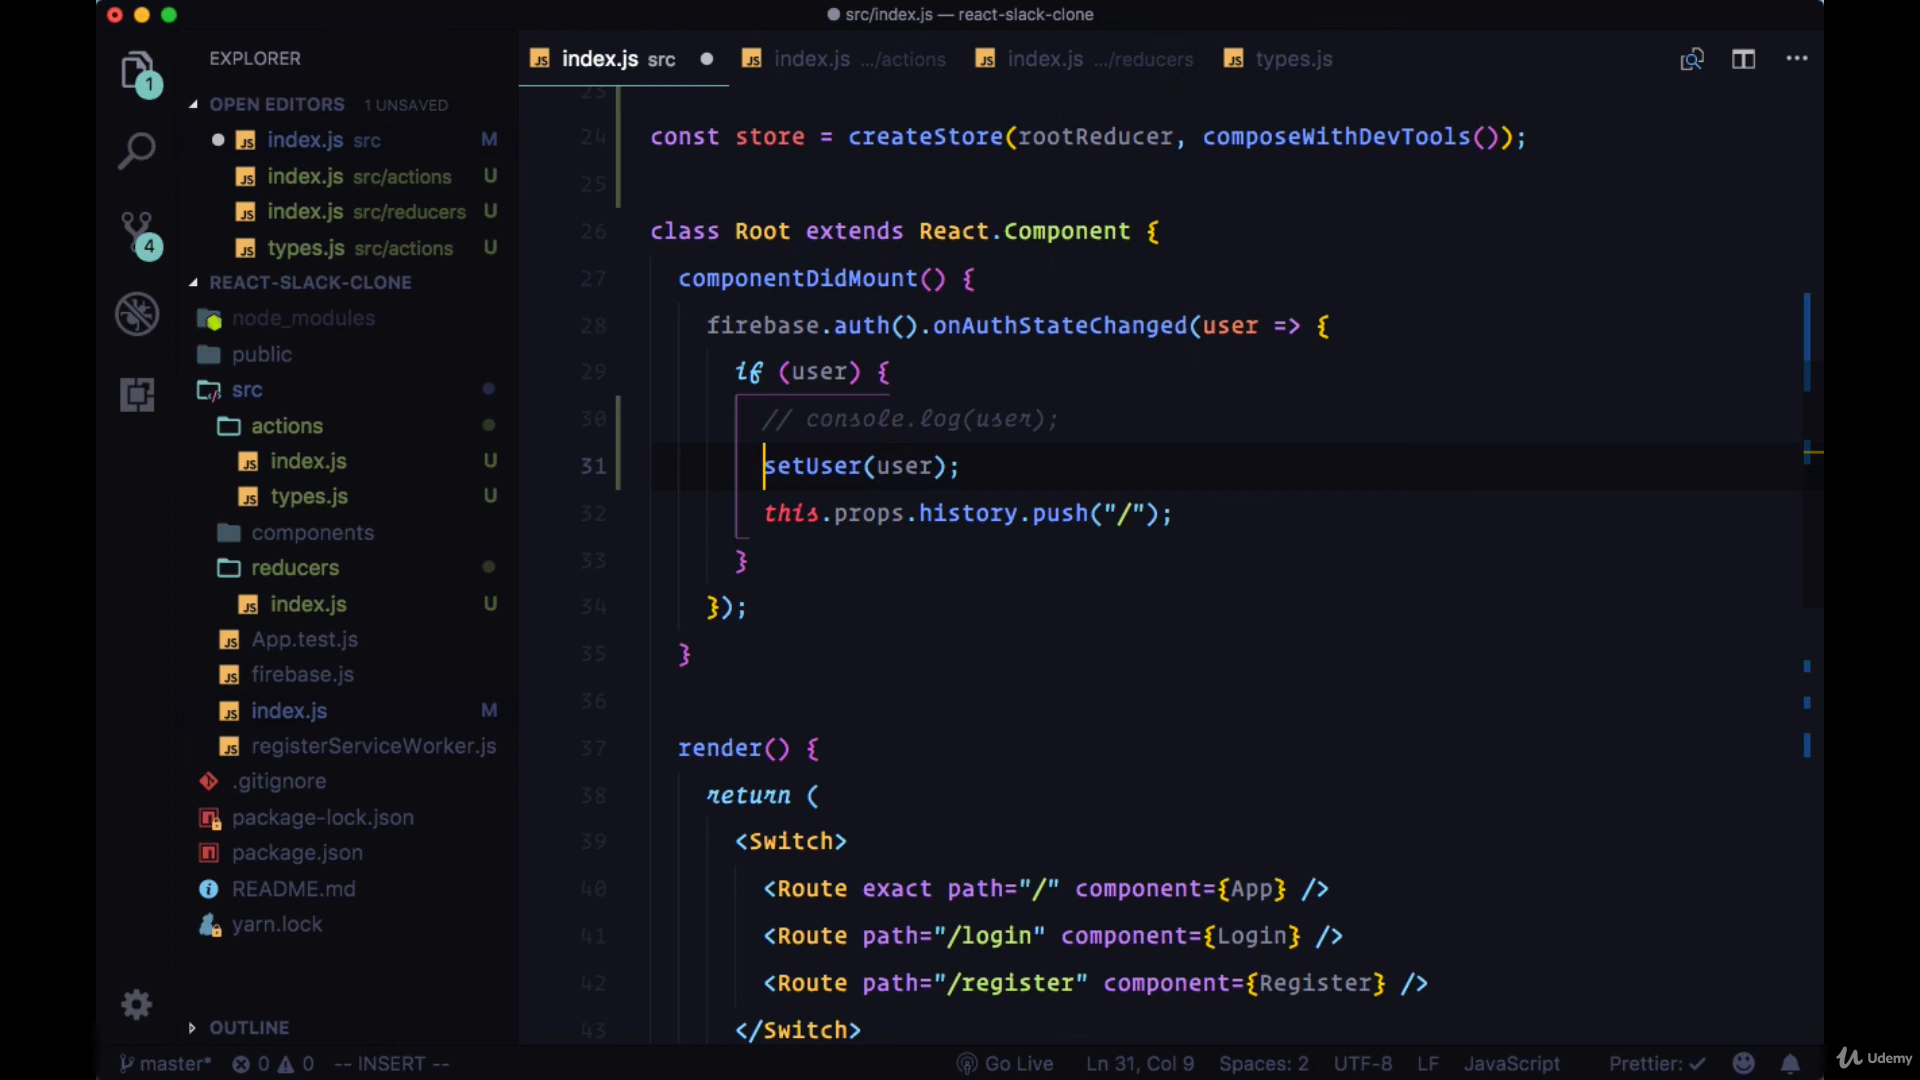 src/index.js — react-slack-clone
EXPLORER
OPEN EDITORS 1 UNSAVED
index.js src M
index.js src/actions U
index.js src/reducers U
types.js src/actions U
REACT-SLACK-CLONE
node_modules
public
src
actions
index.js U
types.js U
components
reducers
index.js U
App.test.js
firebase.js
index.js M
registerServiceWorker.js
.gitignore
package-lock.json
package.json
README.md
yarn.lock
OUTLINE
1
4
index.js src index.js .../actions index.js .../reducers types.js
23
24 const store = createStore(rootReducer, composeWithDevTools());
25
26 class Root extends React.Component {
27 componentDidMount() {
28 firebase.auth().onAuthStateChanged(user => {
29 if (user) {
30 // console.log(user);
31 setUser(user);
32 this.props.history.push("/");
33 }
34 });
35 }
36
37 render() {
38 return (
39 <Switch>
40 <Route exact path="/" component={App} />
41 <Route path="/login" component={Login} />
42 <Route path="/register" component={Register} />
43 </Switch>
master* 0 0 -- INSERT -- Go Live Ln 31, Col 9 Spaces: 2 UTF-8 LF JavaScript Prettier: ✓
Udemy